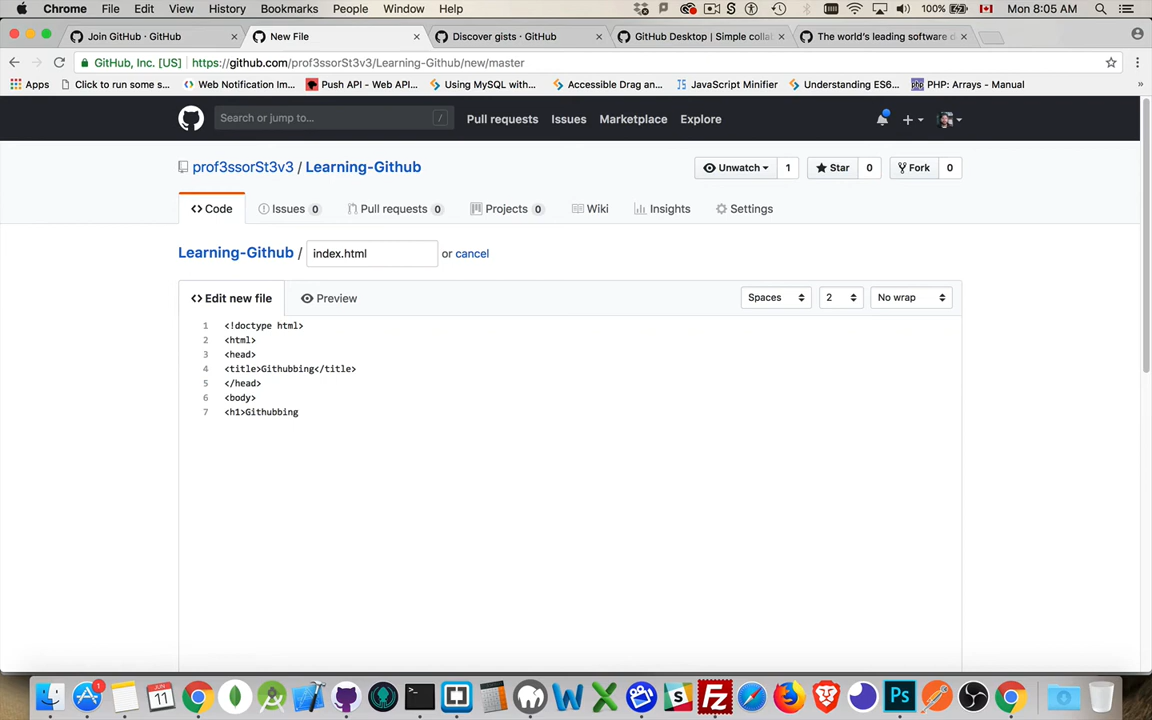 Chrome File Edit View History Bookmarks People Window Help 100% Mon 8:05 AM
Join GitHub · GitHub × New File × Discover gists · GitHub × GitHub Desktop | Simple colla × The world's leading software d ×
GitHub, Inc. [US] https://github.com/prof3ssorSt3v3/Learning-Github/new/master
Apps Click to run some s... Web Notification Im... Push API - Web API... Using MySQL with... Accessible Drag an... JavaScript Minifier Understanding ES6... PHP: Arrays - Manual »
Search or jump to... / Pull requests Issues Marketplace Explore
prof3ssorSt3v3 / Learning-Github Unwatch 1 Star 0 Fork 0
Code Issues 0 Pull requests 0 Projects 0 Wiki Insights Settings
Learning-Github / index.html or cancel
Edit new file Preview Spaces 2 No wrap
1 <!doctype html>
2 <html>
3 <head>
4 <title>Githubbing</title>
5 </head>
6 <body>
7 <h1>Githubbing
1
JUL
11
W X S Fz Ps